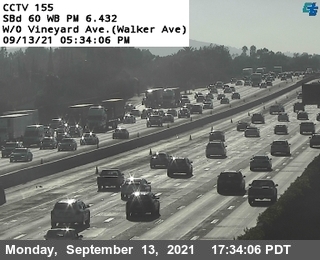 CCTV 155
SBd 60 WB PM 6.432
W/O Vineyard Ave.(Walker Ave)
09/13/21 05:34:06 PM
Monday, September 13, 2021 17:34:06 PDT